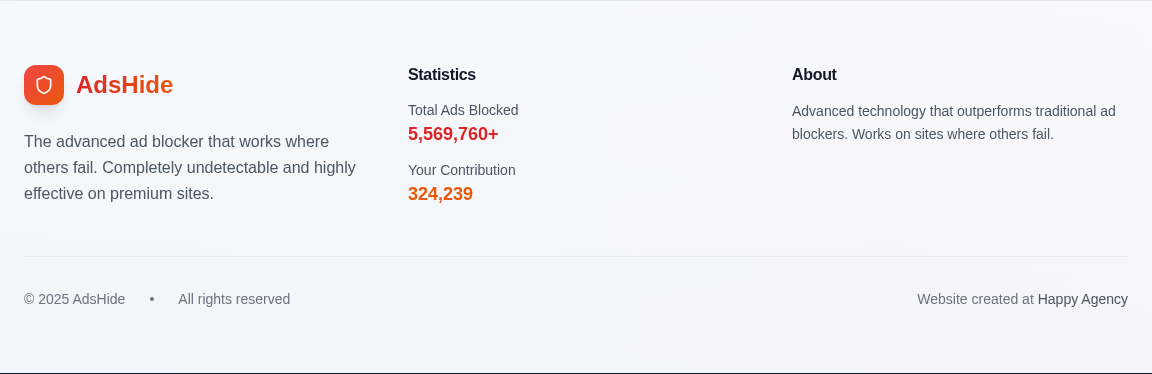 AdsHide
The advanced ad blocker that works where
others fail. Completely undetectable and highly
effective on premium sites.
Statistics
Total Ads Blocked
5,569,760+
Your Contribution
324,239
About
Advanced technology that outperforms traditional ad
blockers. Works on sites where others fail.
© 2025 AdsHide • All rights reserved
Website created at Happy Agency